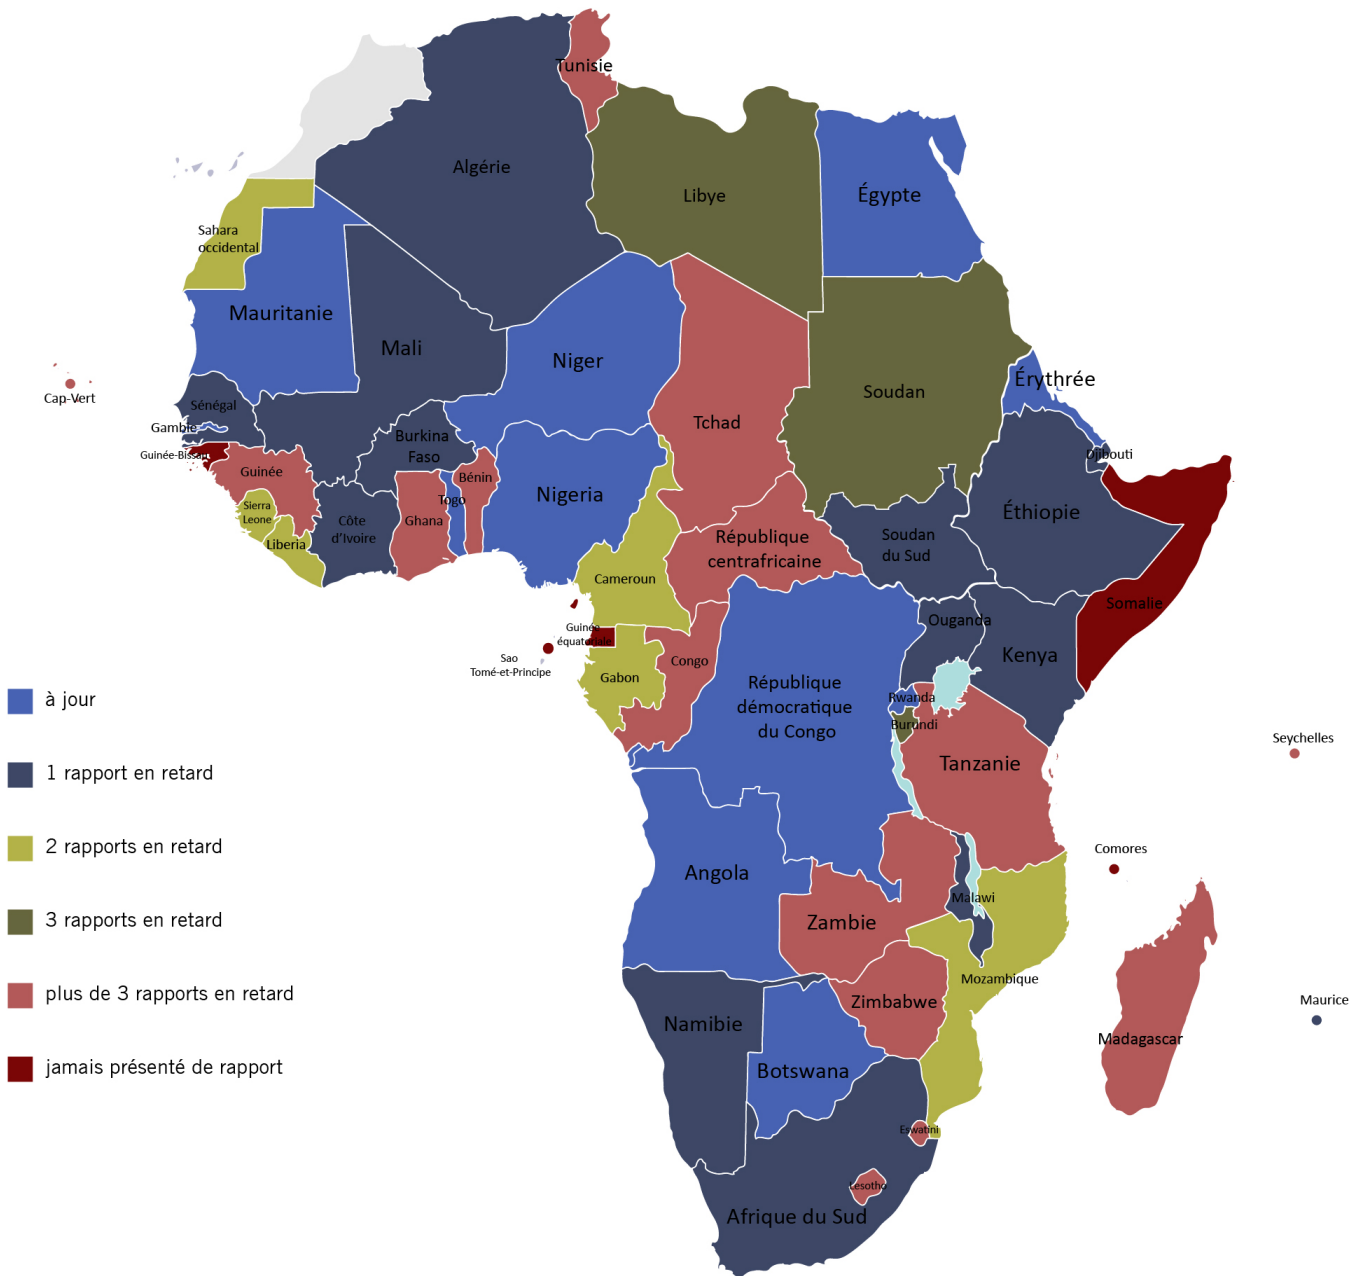 Tunisie
Algérie
Libye
Égypte
Sahara
occidental
Mauritanie
Mali
Niger
Tchad
Soudan
Érythrée
Cap-Vert
Sénégal
Gambie
Guinée-Bissau
Guinée
Burkina
Faso
Bénin
Togo
Nigeria
Djibouti
Sierra
Leone
Liberia
Côte
d’Ivoire
Ghana
Éthiopie
République
centrafricaine
Soudan
du Sud
Cameroun
Somalie
Ouganda
Kenya
Guinée
équatoriale
Sao
Tomé-et-Principe
Gabon
Congo
République
démocratique
du Congo
Rwanda
Burundi
Tanzanie
Seychelles
Comores
Angola
Malawi
Zambie
Mozambique
Zimbabwe
Maurice
Madagascar
Namibie
Botswana
Eswatini
Lesotho
Afrique du Sud
à jour
1 rapport en retard
2 rapports en retard
3 rapports en retard
plus de 3 rapports en retard
jamais présenté de rapport